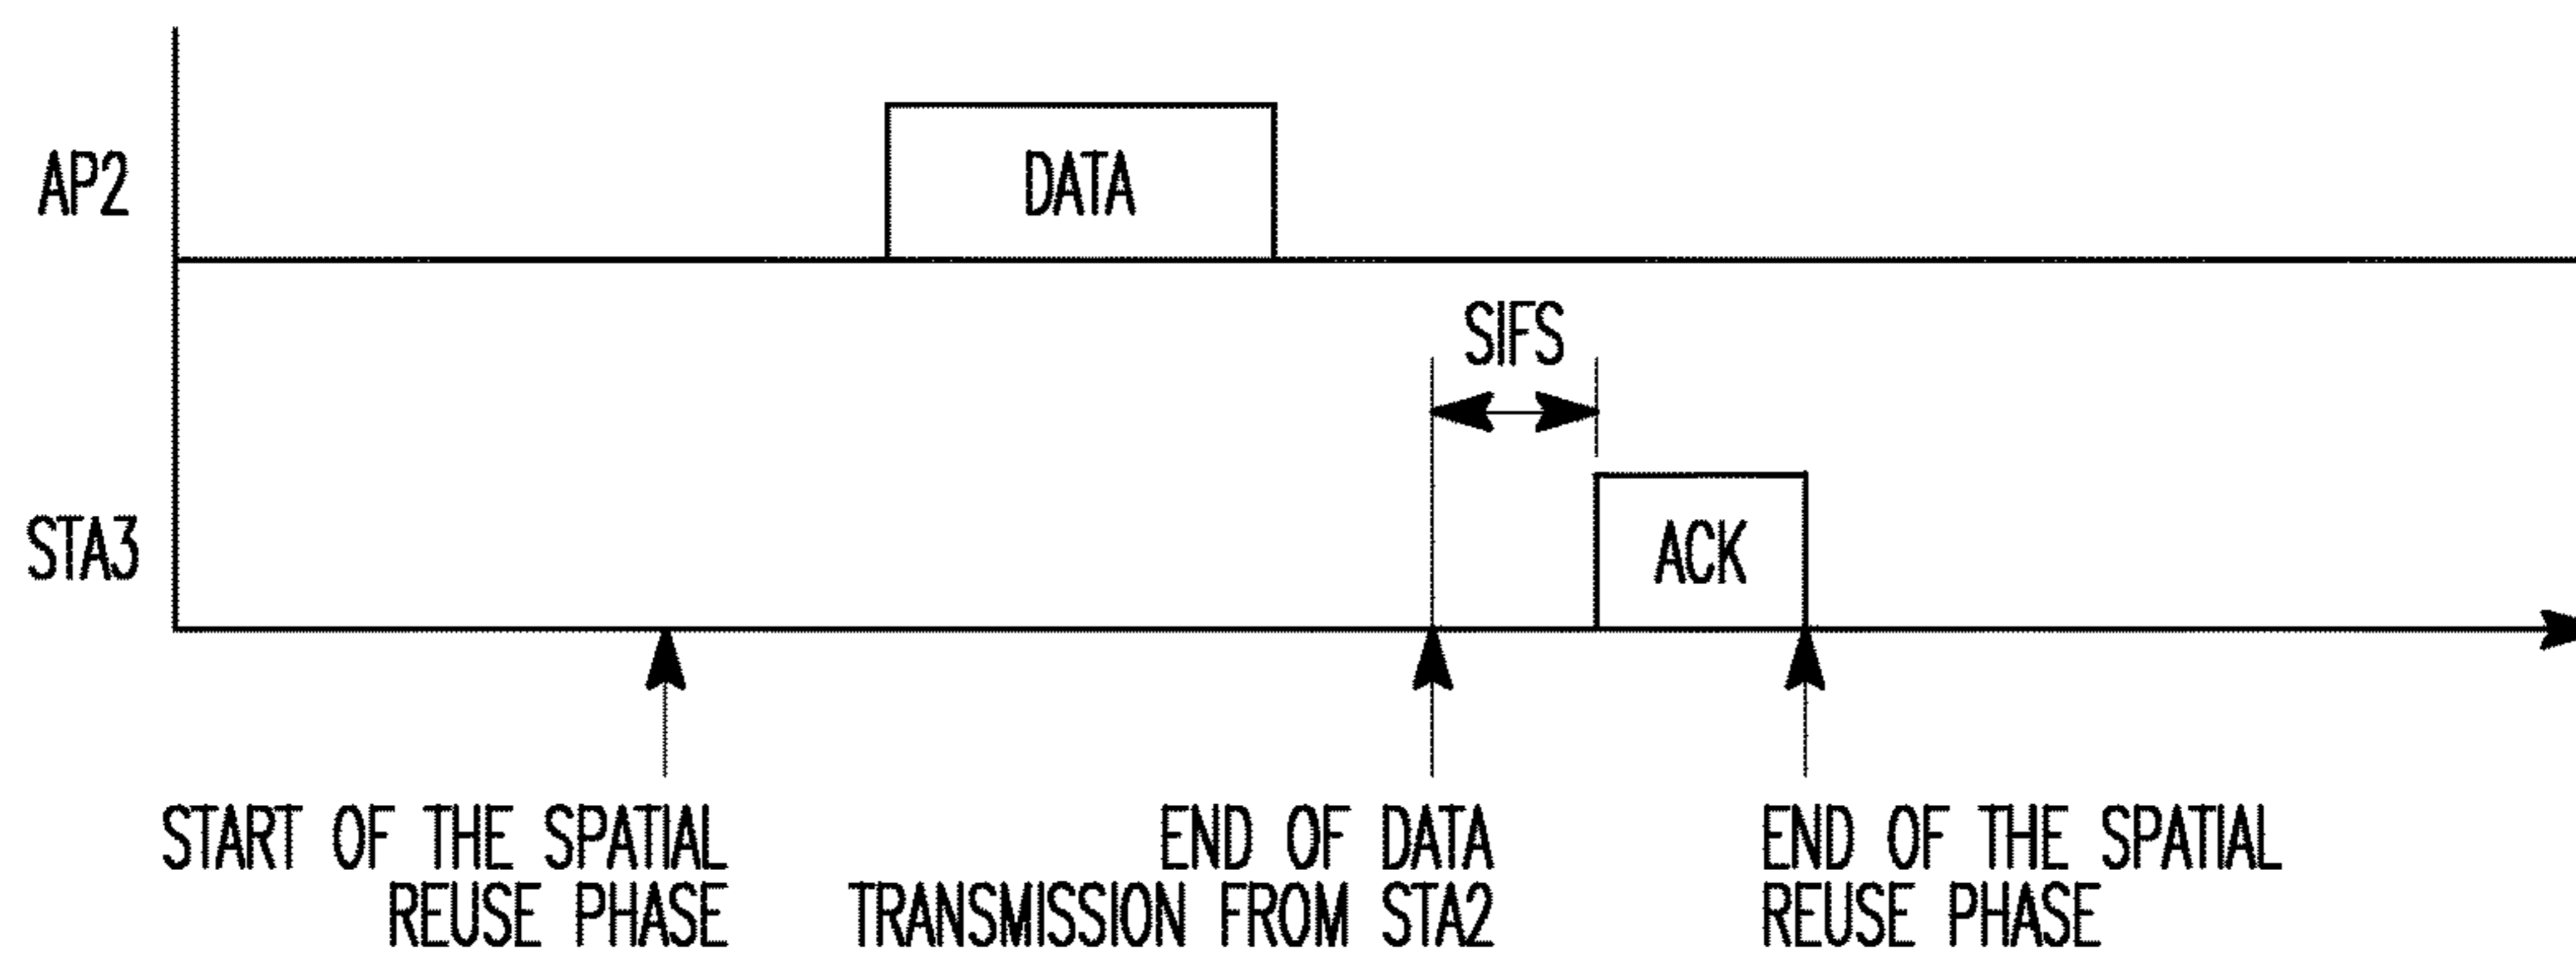 AP2
DATA
SIFS
STA3
ACK
START OF THE SPATIAL
REUSE PHASE
END OF DATA
TRANSMISSION FROM STA2
END OF THE SPATIAL
REUSE PHASE